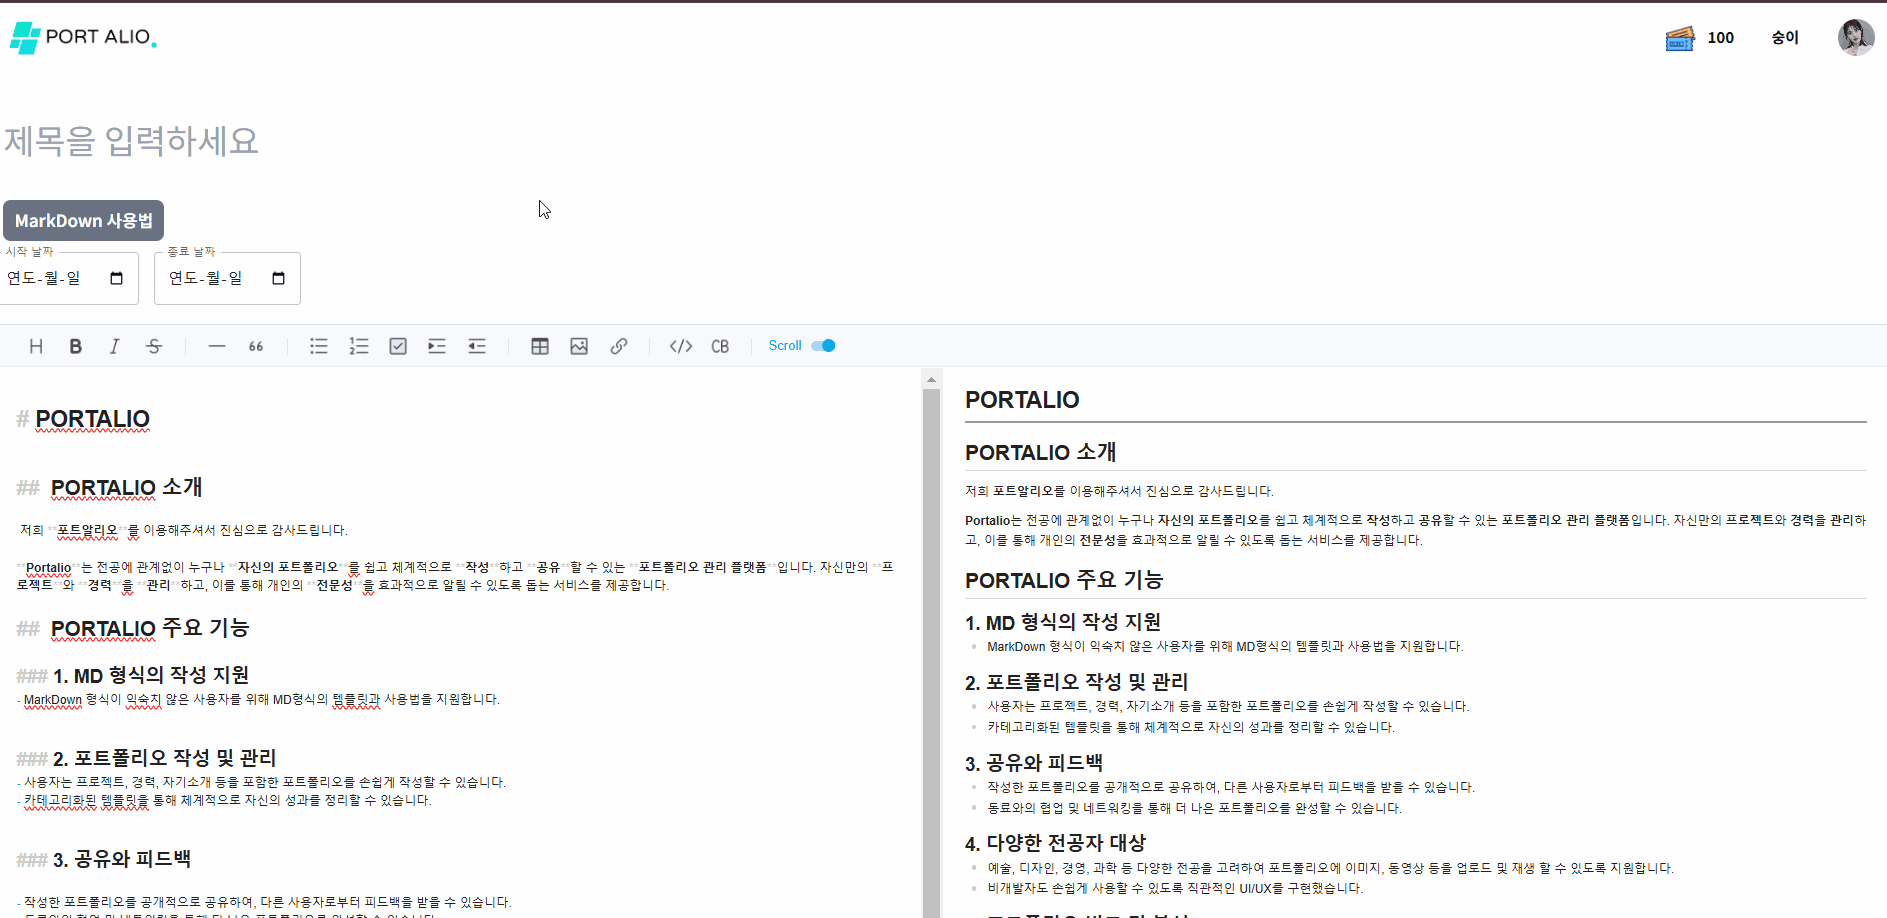 PORT ALIO.
100
숭이
제목을 입력하세요
MarkDown 사용법
시작 날짜
종료 날짜
연도-월-일
연도-월-일
H B I S 66 CB Scroll
# PORTALIO
## PORTALIO 소개
저희 **포트알리오**를 이용해주셔서 진심으로 감사드립니다.
**Portalio**는 전공에 관계없이 누구나 **자신의 포트폴리오**를 쉽고 체계적으로 **작성**하고 **공유**할 수 있는 **포트폴리오 관리 플랫폼**입니다. 자신만의 **프
로젝트**와 **경력**을 **관리**하고, 이를 통해 개인의 **전문성**을 효과적으로 알릴 수 있도록 돕는 서비스를 제공합니다.
## PORTALIO 주요 기능
### 1. MD 형식의 작성 지원
- MarkDown 형식이 익숙치 않은 사용자를 위해 MD형식의 템플릿과 사용법을 지원합니다.
### 2. 포트폴리오 작성 및 관리
- 사용자는 프로젝트, 경력, 자기소개 등을 포함한 포트폴리오를 손쉽게 작성할 수 있습니다.
- 카테고리화된 템플릿을 통해 체계적으로 자신의 성과를 정리할 수 있습니다.
### 3. 공유와 피드백
- 작성한 포트폴리오를 공개적으로 공유하여, 다른 사용자로부터 피드백을 받을 수 있습니다.
PORTALIO
PORTALIO 소개
저희 포트알리오를 이용해주셔서 진심으로 감사드립니다.
Portalio는 전공에 관계없이 누구나 자신의 포트폴리오를 쉽고 체계적으로 작성하고 공유할 수 있는 포트폴리오 관리 플랫폼입니다. 자신만의 프로젝트와 경력을 관리하
고, 이를 통해 개인의 전문성을 효과적으로 알릴 수 있도록 돕는 서비스를 제공합니다.
PORTALIO 주요 기능
1. MD 형식의 작성 지원
MarkDown 형식이 익숙치 않은 사용자를 위해 MD형식의 템플릿과 사용법을 지원합니다.
2. 포트폴리오 작성 및 관리
사용자는 프로젝트, 경력, 자기소개 등을 포함한 포트폴리오를 손쉽게 작성할 수 있습니다.
카테고리화된 템플릿을 통해 체계적으로 자신의 성과를 정리할 수 있습니다.
3. 공유와 피드백
작성한 포트폴리오를 공개적으로 공유하여, 다른 사용자로부터 피드백을 받을 수 있습니다.
동료와의 협업 및 네트워킹을 통해 더 나은 포트폴리오를 완성할 수 있습니다.
4. 다양한 전공자 대상
예술, 디자인, 경영, 과학 등 다양한 전공을 고려하여 포트폴리오에 이미지, 동영상 등을 업로드 및 재생 할 수 있도록 지원합니다.
비개발자도 손쉽게 사용할 수 있도록 직관적인 UI/UX를 구현했습니다.